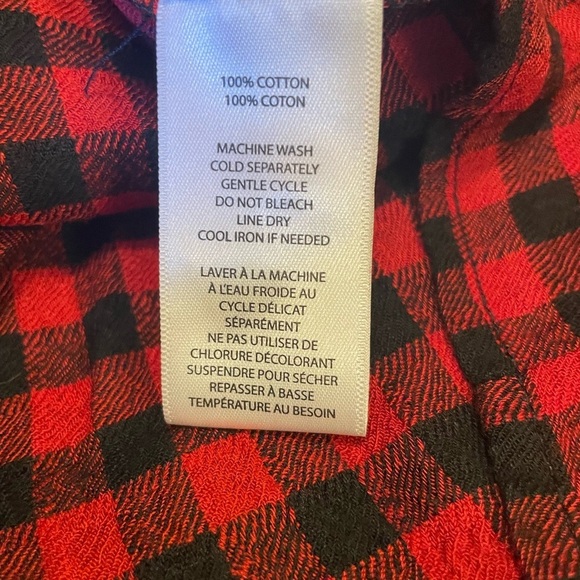 100% COTTON
100% COTON
MACHINE WASH
COLD SEPARATELY
GENTLE CYCLE
DO NOT BLEACH
LINE DRY
COOL IRON IF NEEDED
LAVER À LA MACHINE
À L'EAU FROIDE AU
CYCLE DÉLICAT
SÉPARÉMENT
NE PAS UTILISER DE
CHLORURE DÉCOLORANT
SUSPENDRE POUR SÉCHER
REPASSER À BASSE
TEMPÉRATURE AU BESOIN